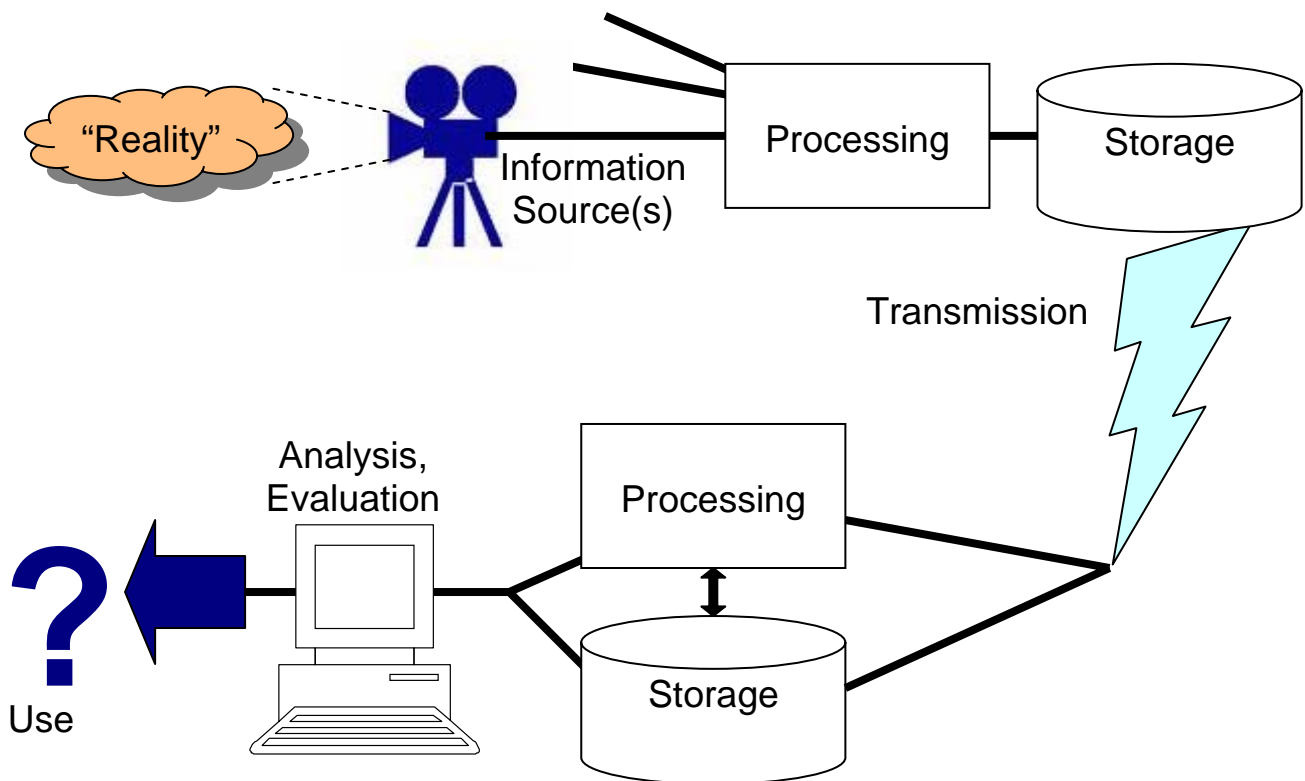 “Reality”
Information
Source(s)
Processing
Storage
Transmission
Analysis,
Evaluation
Processing
Storage
?
Use